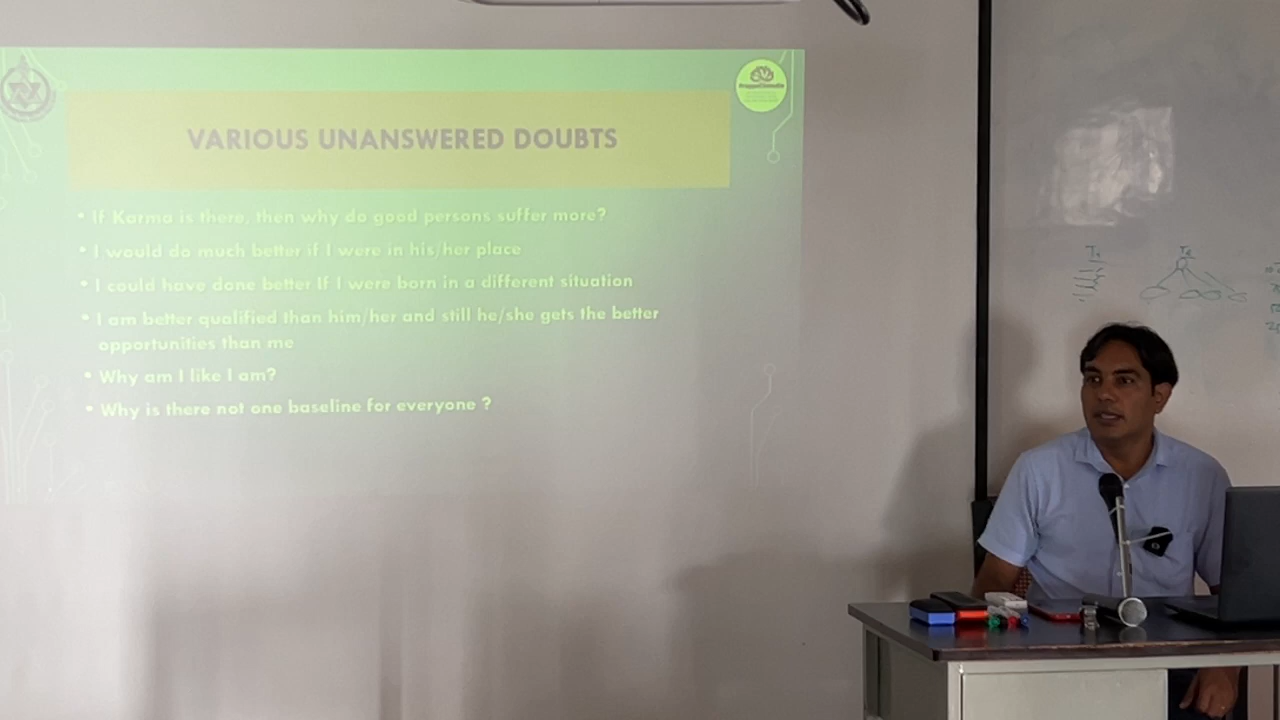 VARIOUS UNANSWERED DOUBTS
• If Karma is there, then why do good persons suffer more?
• I would do much better if I were in his/her place
• I could have done better If I were born in a different situation
• I am better qualified than him/her and still he/she gets the better
opportunities than me
• Why am I like I am?
• Why is there not one baseline for everyone ?
T1
T2